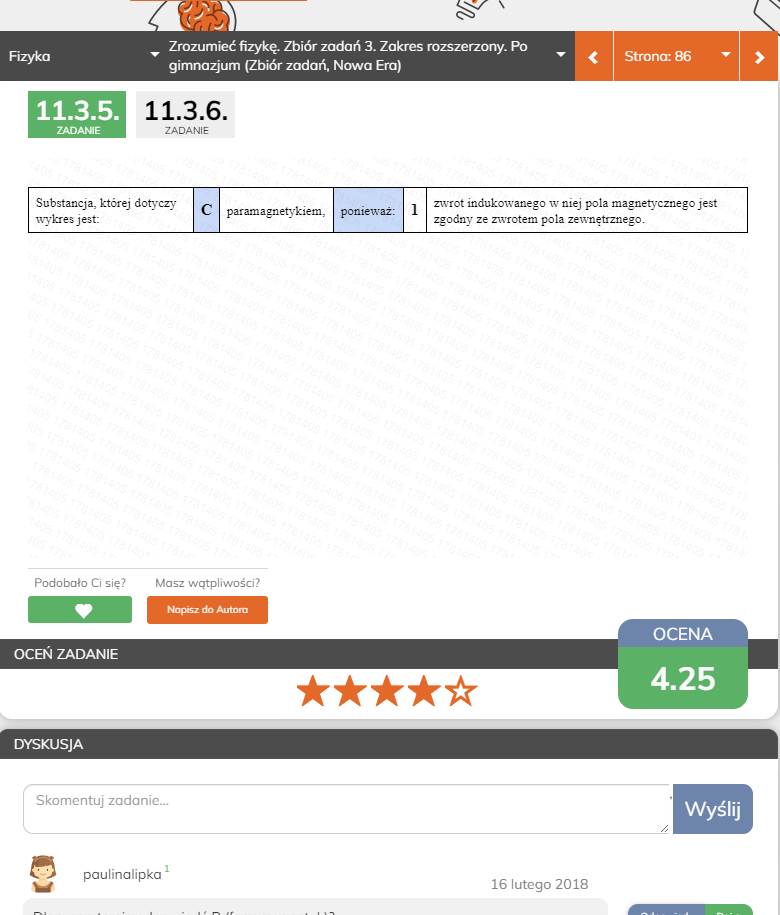 Fizyka
Zrozumieć fizykę. Zbiór zadań 3. Zakres rozszerzony. Po
gimnazjum (Zbiór zadań, Nowa Era)
Strona: 86
11.3.5.
ZADANIE
11.3.6.
ZADANIE
Substancja, której dotyczy
wykres jest:
C
paramagnetykiem,
ponieważ:
1
zwrot indukowanego w niej pola magnetycznego jest
zgodny ze zwrotem pola zewnętrznego.
1781405
Podobało Ci się?
Masz wątpliwości?
Napisz do Autora
OCEŃ ZADANIE
OCENA
4.25
DYSKUSJA
Skomentuj zadanie...
Wyślij
paulinalipka 1
16 lutego 2018